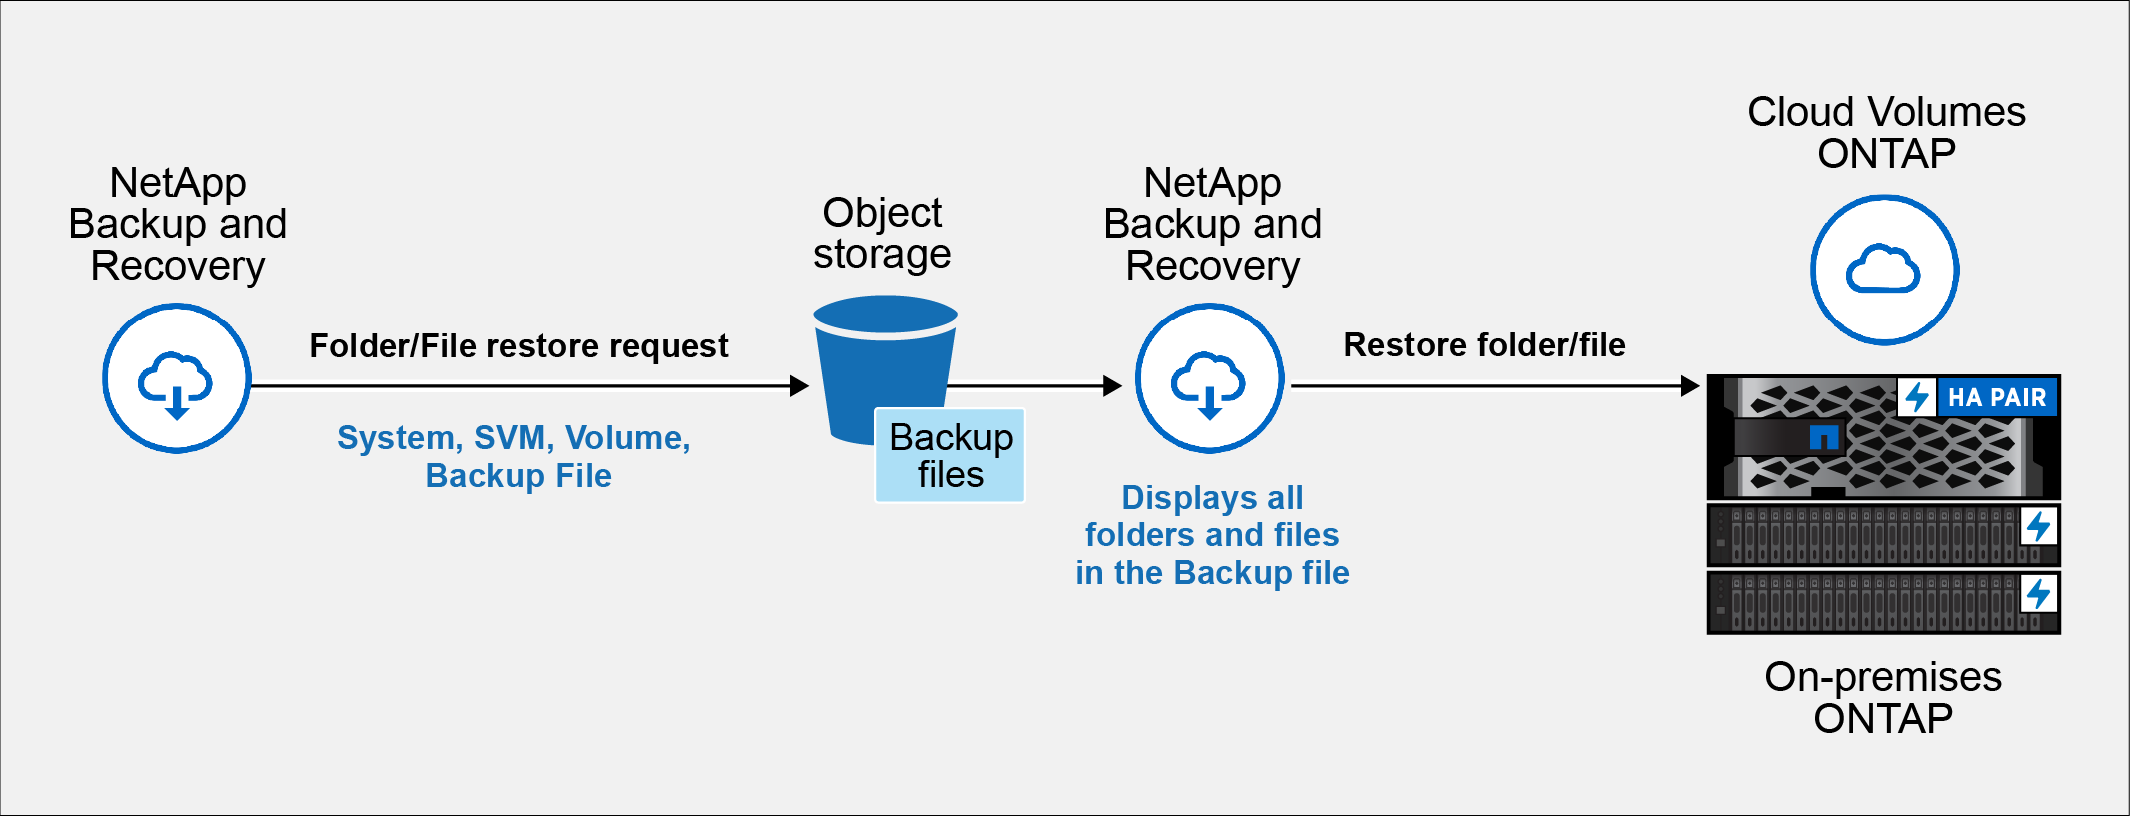 NetApp
Backup and
Recovery
Folder/File restore request
System, SVM, Volume,
Backup File
Object
storage
Backup
files
NetApp
Backup and
Recovery
Displays all
folders and files
in the Backup file
Restore folder/file
Cloud Volumes
ONTAP
HA PAIR
On-premises
ONTAP